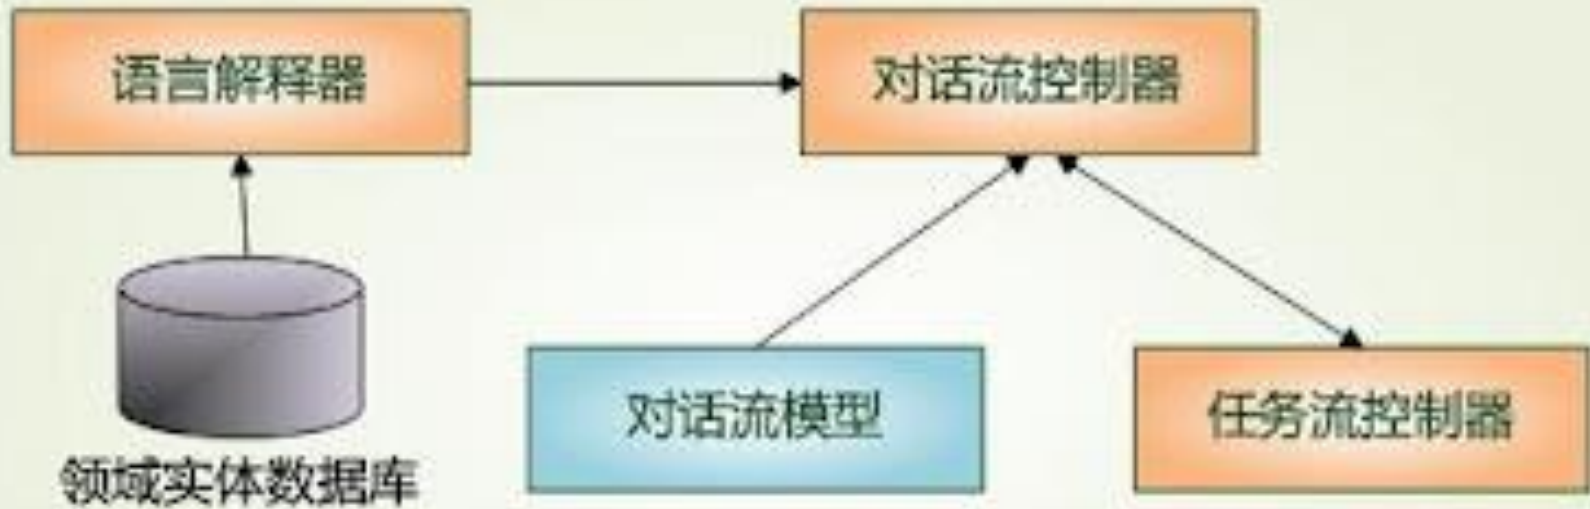 语言解释器
对话流控制器
对话流模型
任务流控制器
领域实体数据库